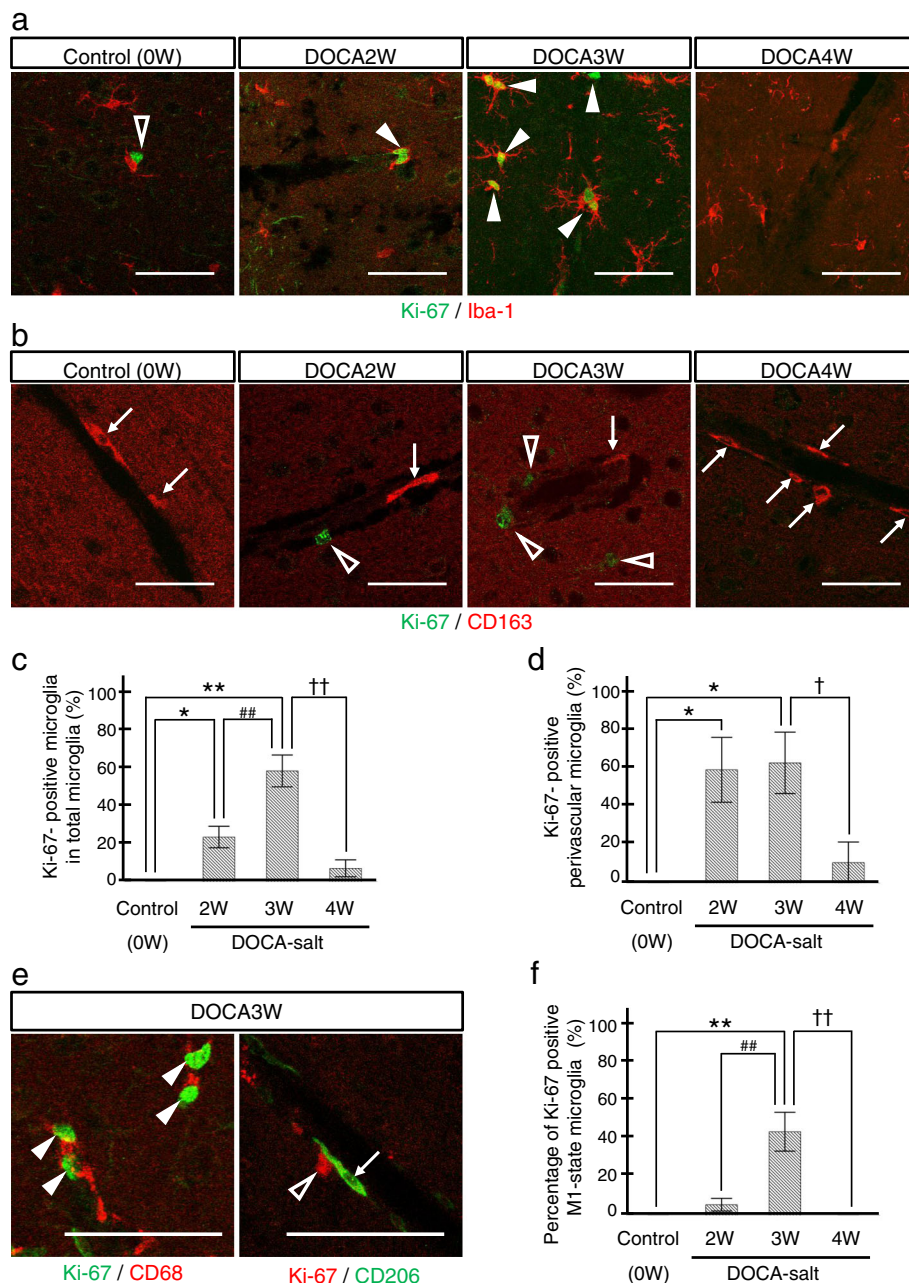 a
Control (0W) DOCA2W DOCA3W DOCA4W
Ki-67 / Iba-1
b
Control (0W) DOCA2W DOCA3W DOCA4W
Ki-67 / CD163
c
Ki-67- positive microglia
in total microglia (%)
100
80
60
40
20
0
** ††
* ##
Control 2W 3W 4W
(0W) DOCA-salt
d
Ki-67- positive
perivascular microglia (%)
100
80
60
40
20
0
* †
*
Control 2W 3W 4W
(0W) DOCA-salt
e
DOCA3W
Ki-67 / CD68 Ki-67 / CD206
f
Percentage of Ki-67 positive
M1-state microglia (%)
100
80
60
40
20
0
** ††
##
Control 2W 3W 4W
(0W) DOCA-salt